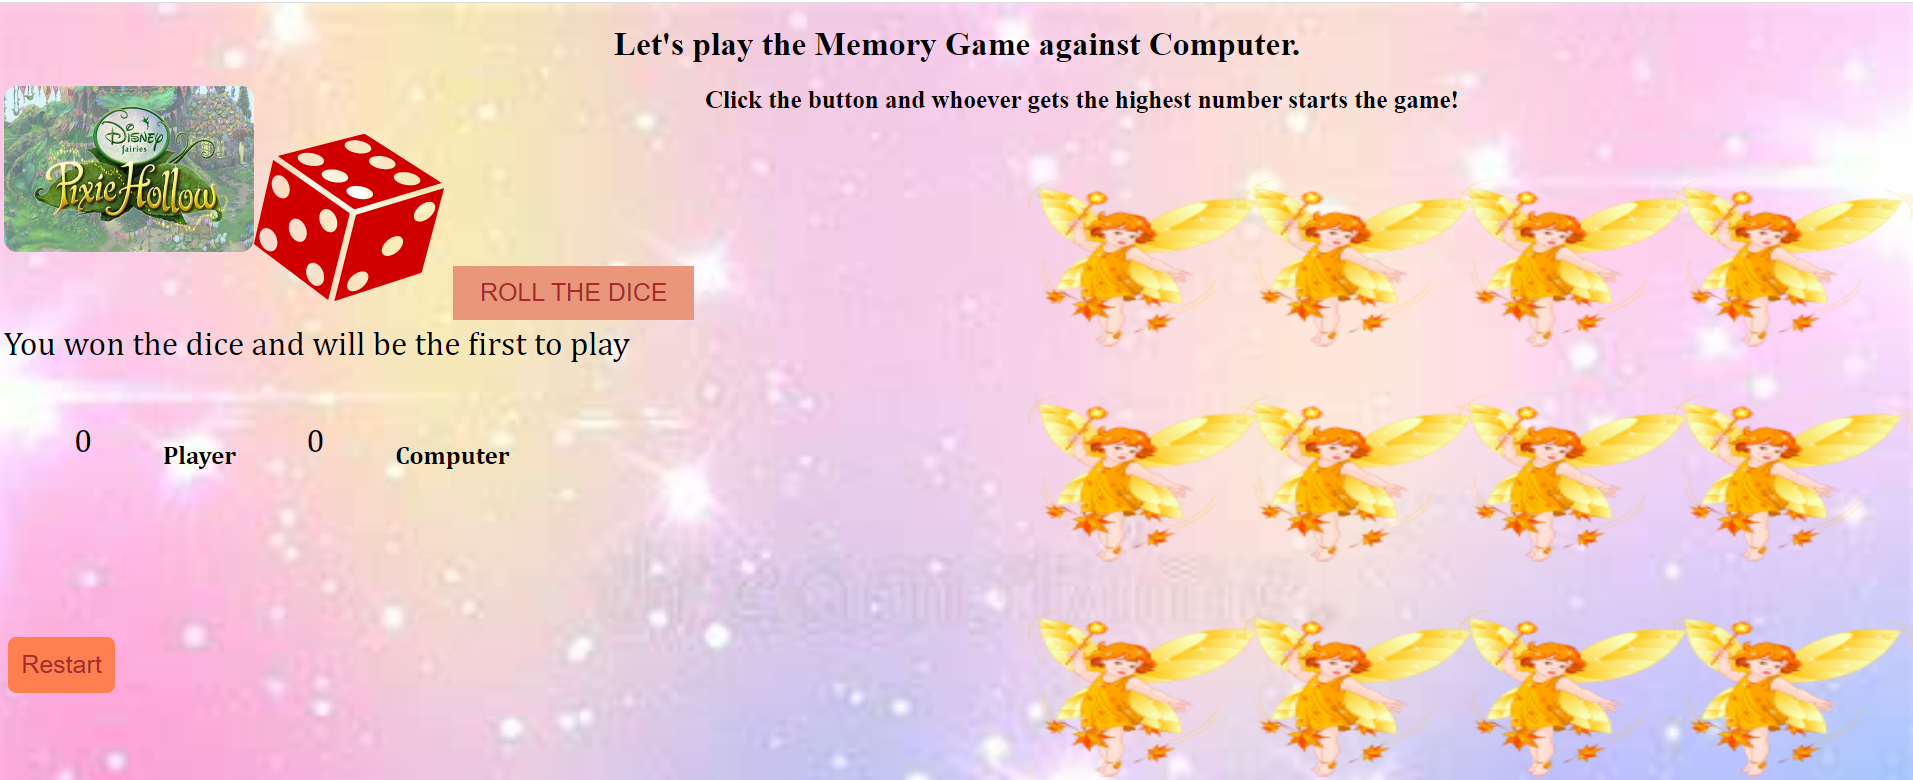 Let's play the Memory Game against Computer.
Click the button and whoever gets the highest number starts the game!
Disney
fairies
Pixie Hollow
ROLL THE DICE
You won the dice and will be the first to play
0 Player 0 Computer
Restart